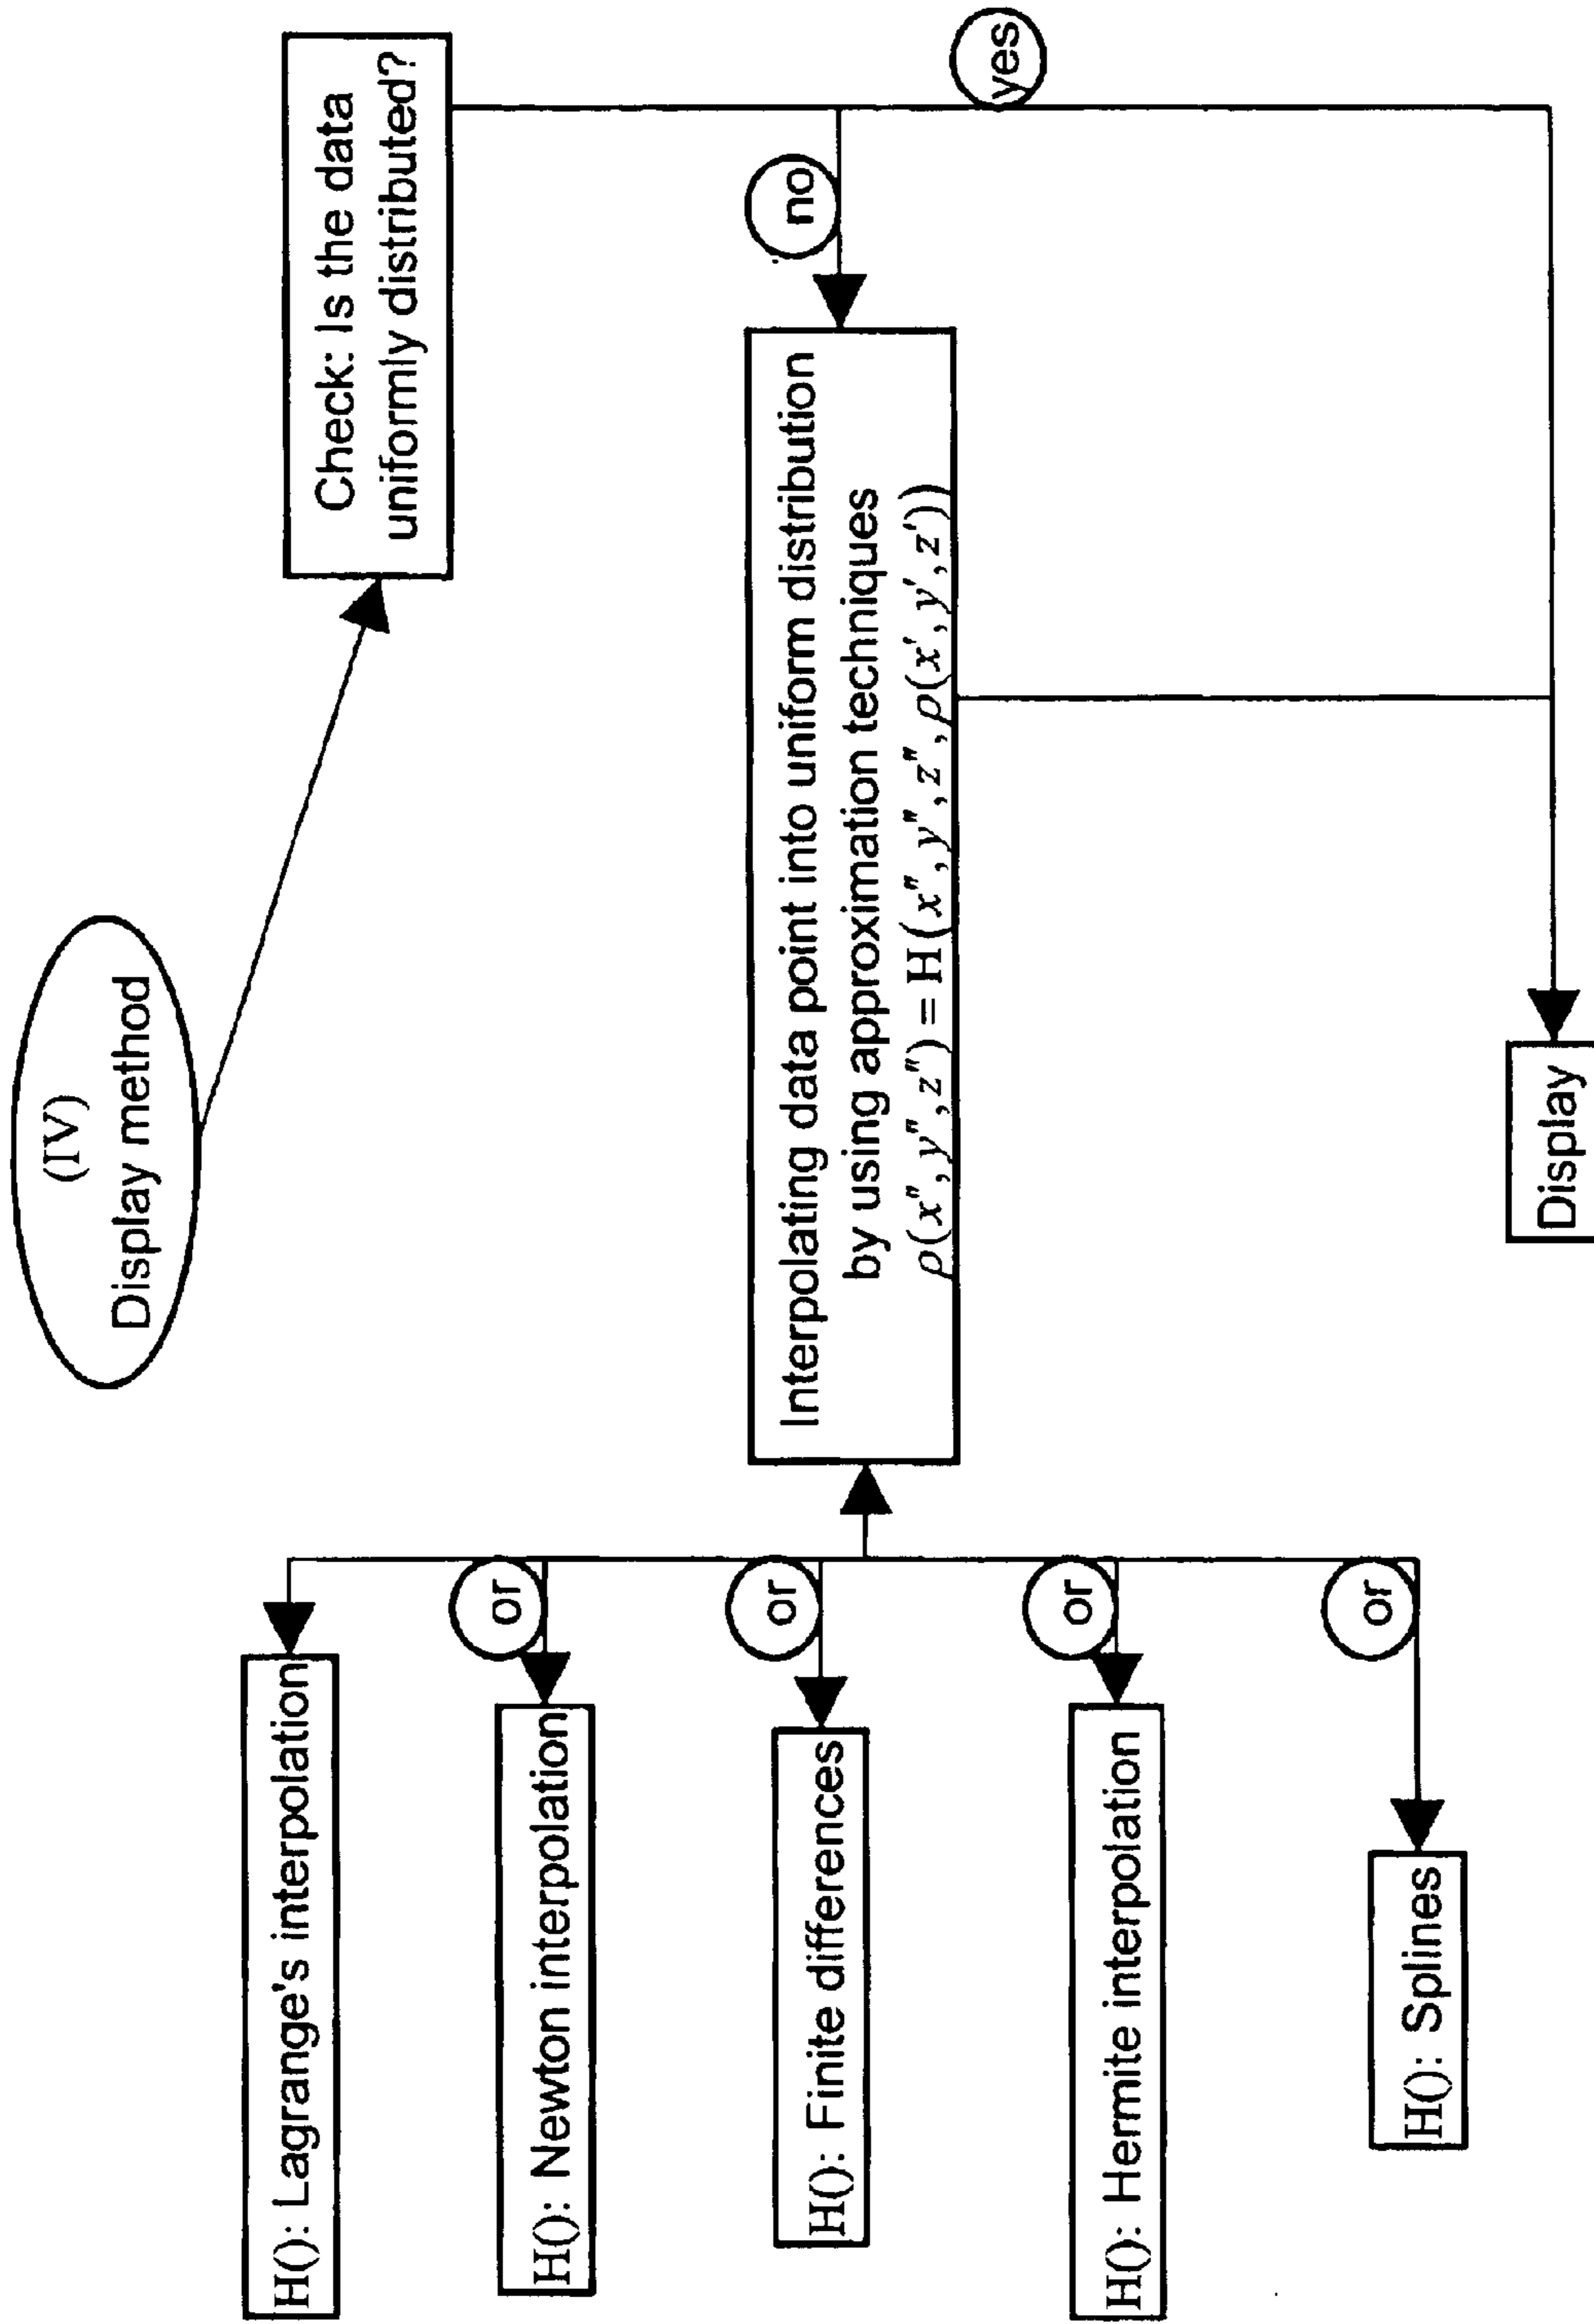 (IV)
Display method
Check: Is the data
uniformly distributed?
no
yes
Interpolating data point into uniform distribution
by using approximation techniques
ρ(x″,y″,z″)=H(x″,y″,z″,ρ(x′,y′,z′))
H(): Lagrange's interpolation
or
H(): Newton interpolation
or
H(): Finite differences
or
H(): Hermite interpolation
or
H(): Splines
Display